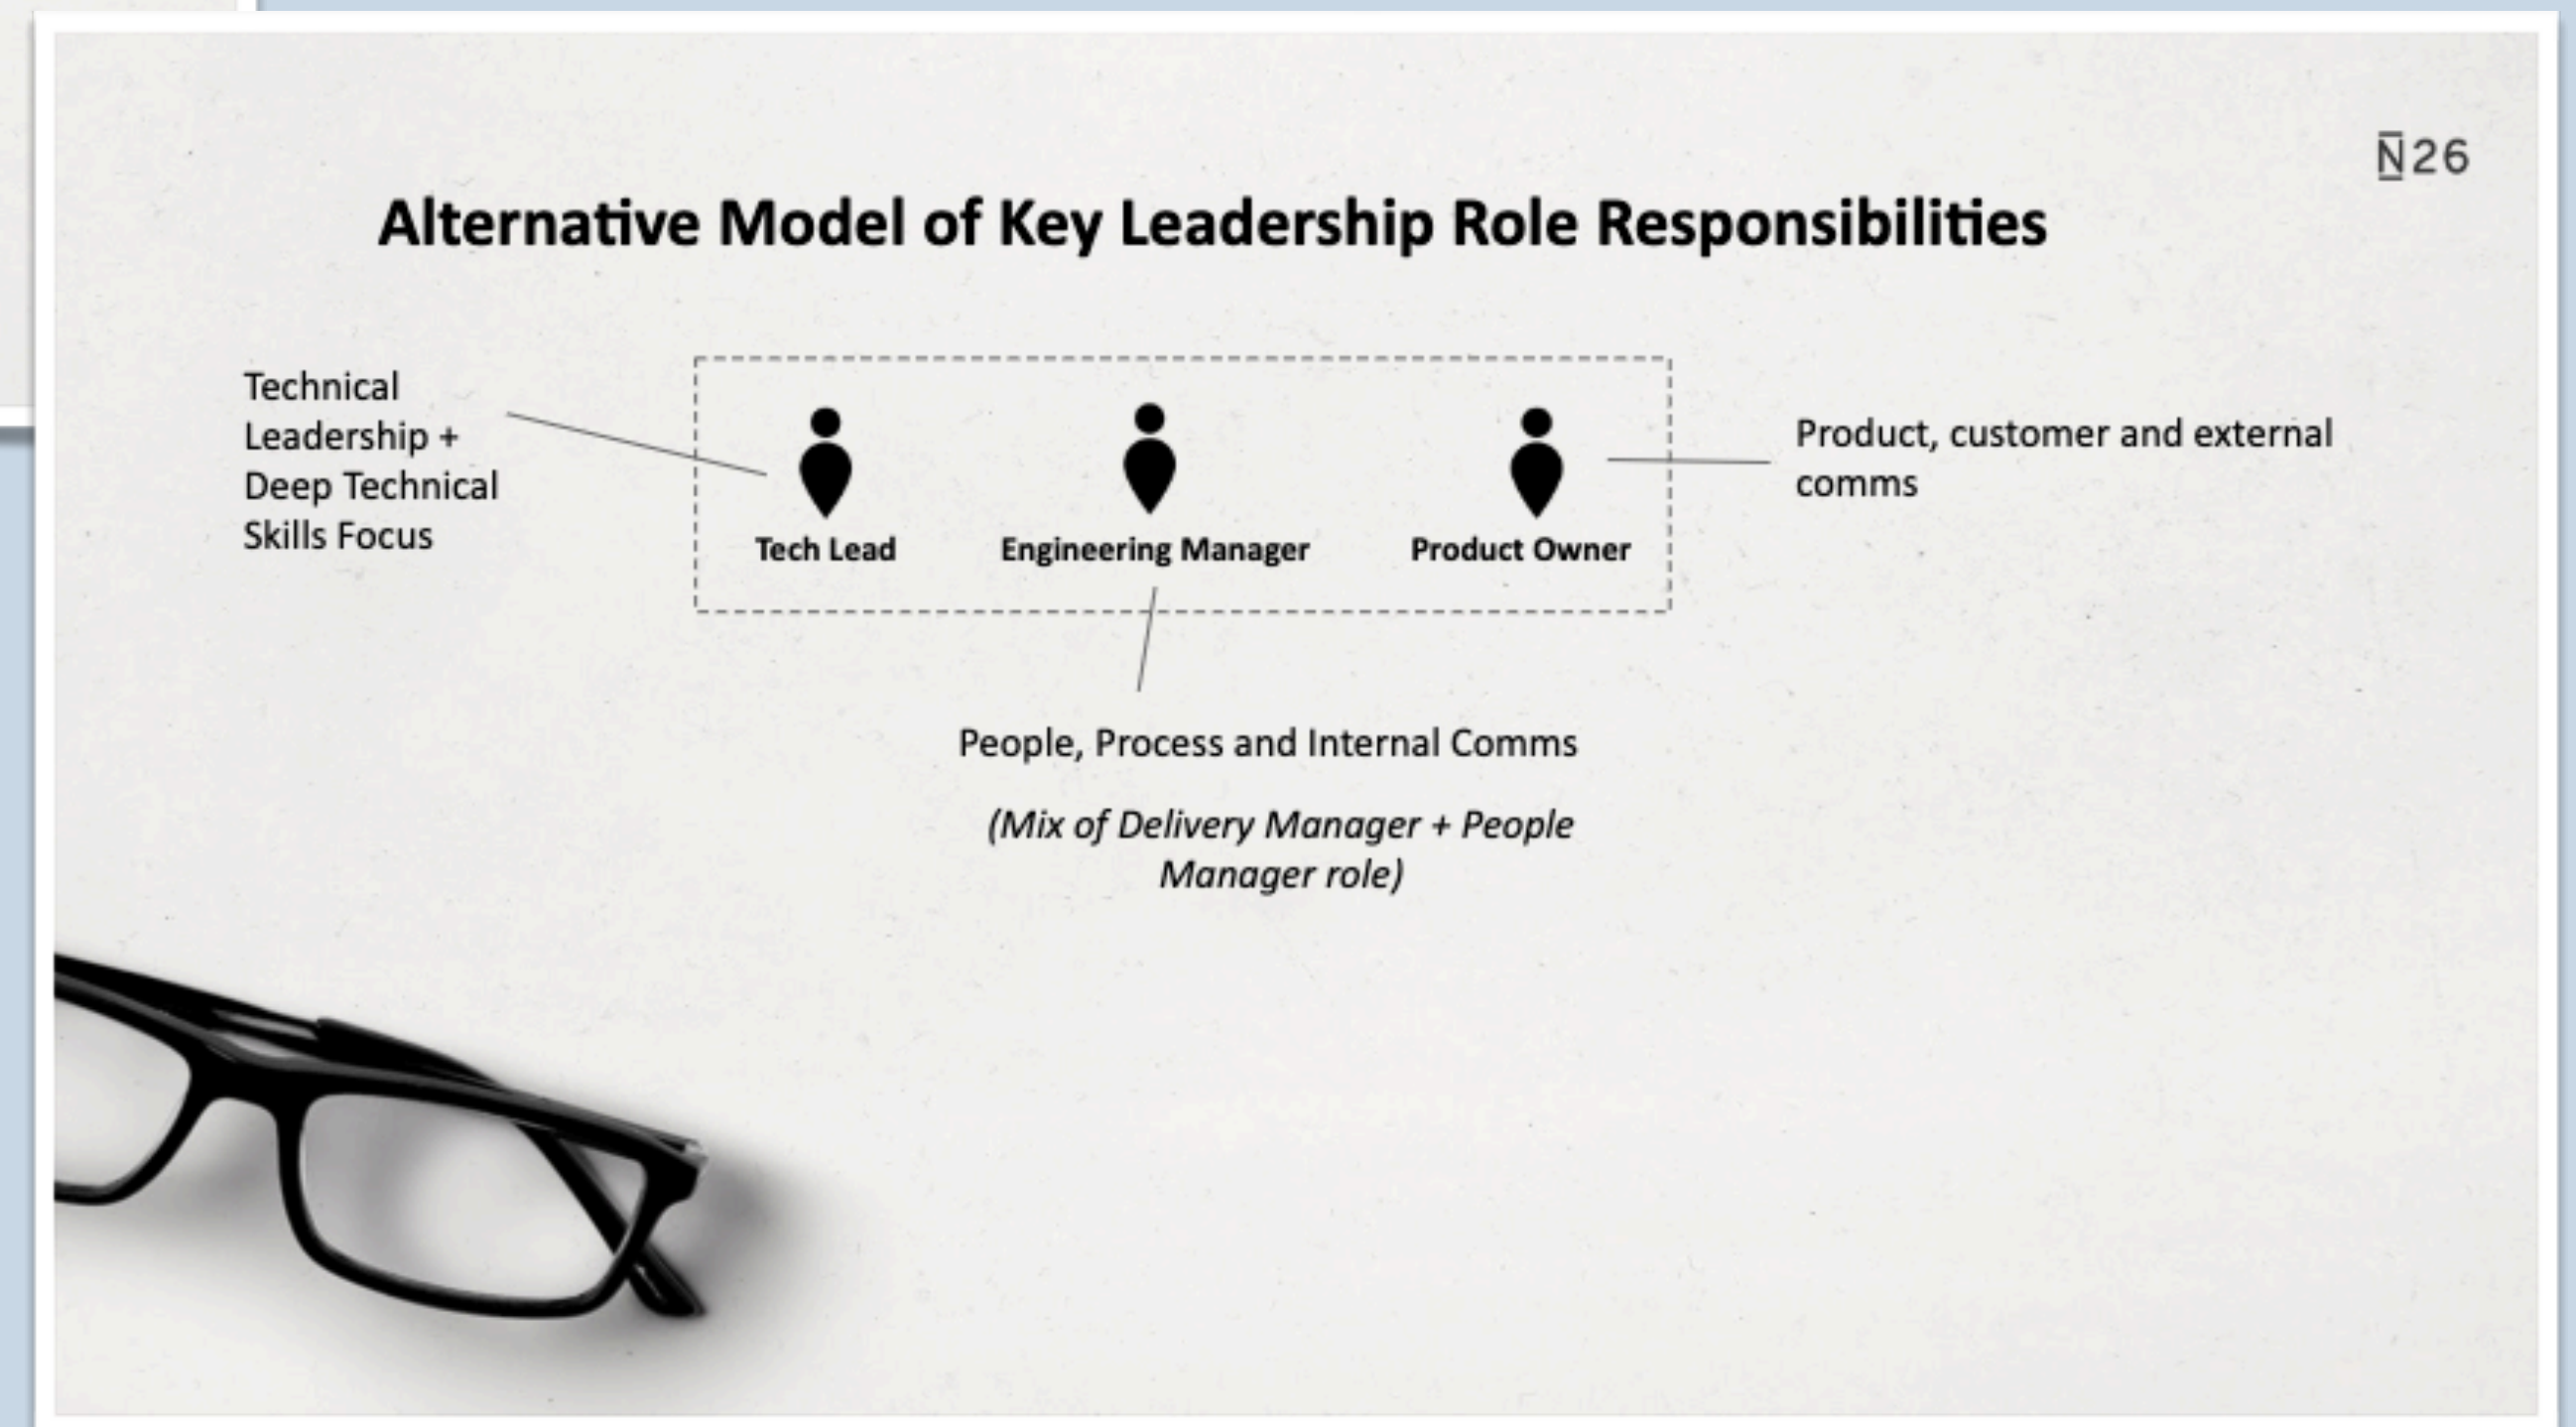 N26
Alternative Model of Key Leadership Role Responsibilities
Technical
Leadership +
Deep Technical
Skills Focus
Tech Lead
Engineering Manager
Product Owner
Product, customer and external
comms
People, Process and Internal Comms
(Mix of Delivery Manager + People
Manager role)